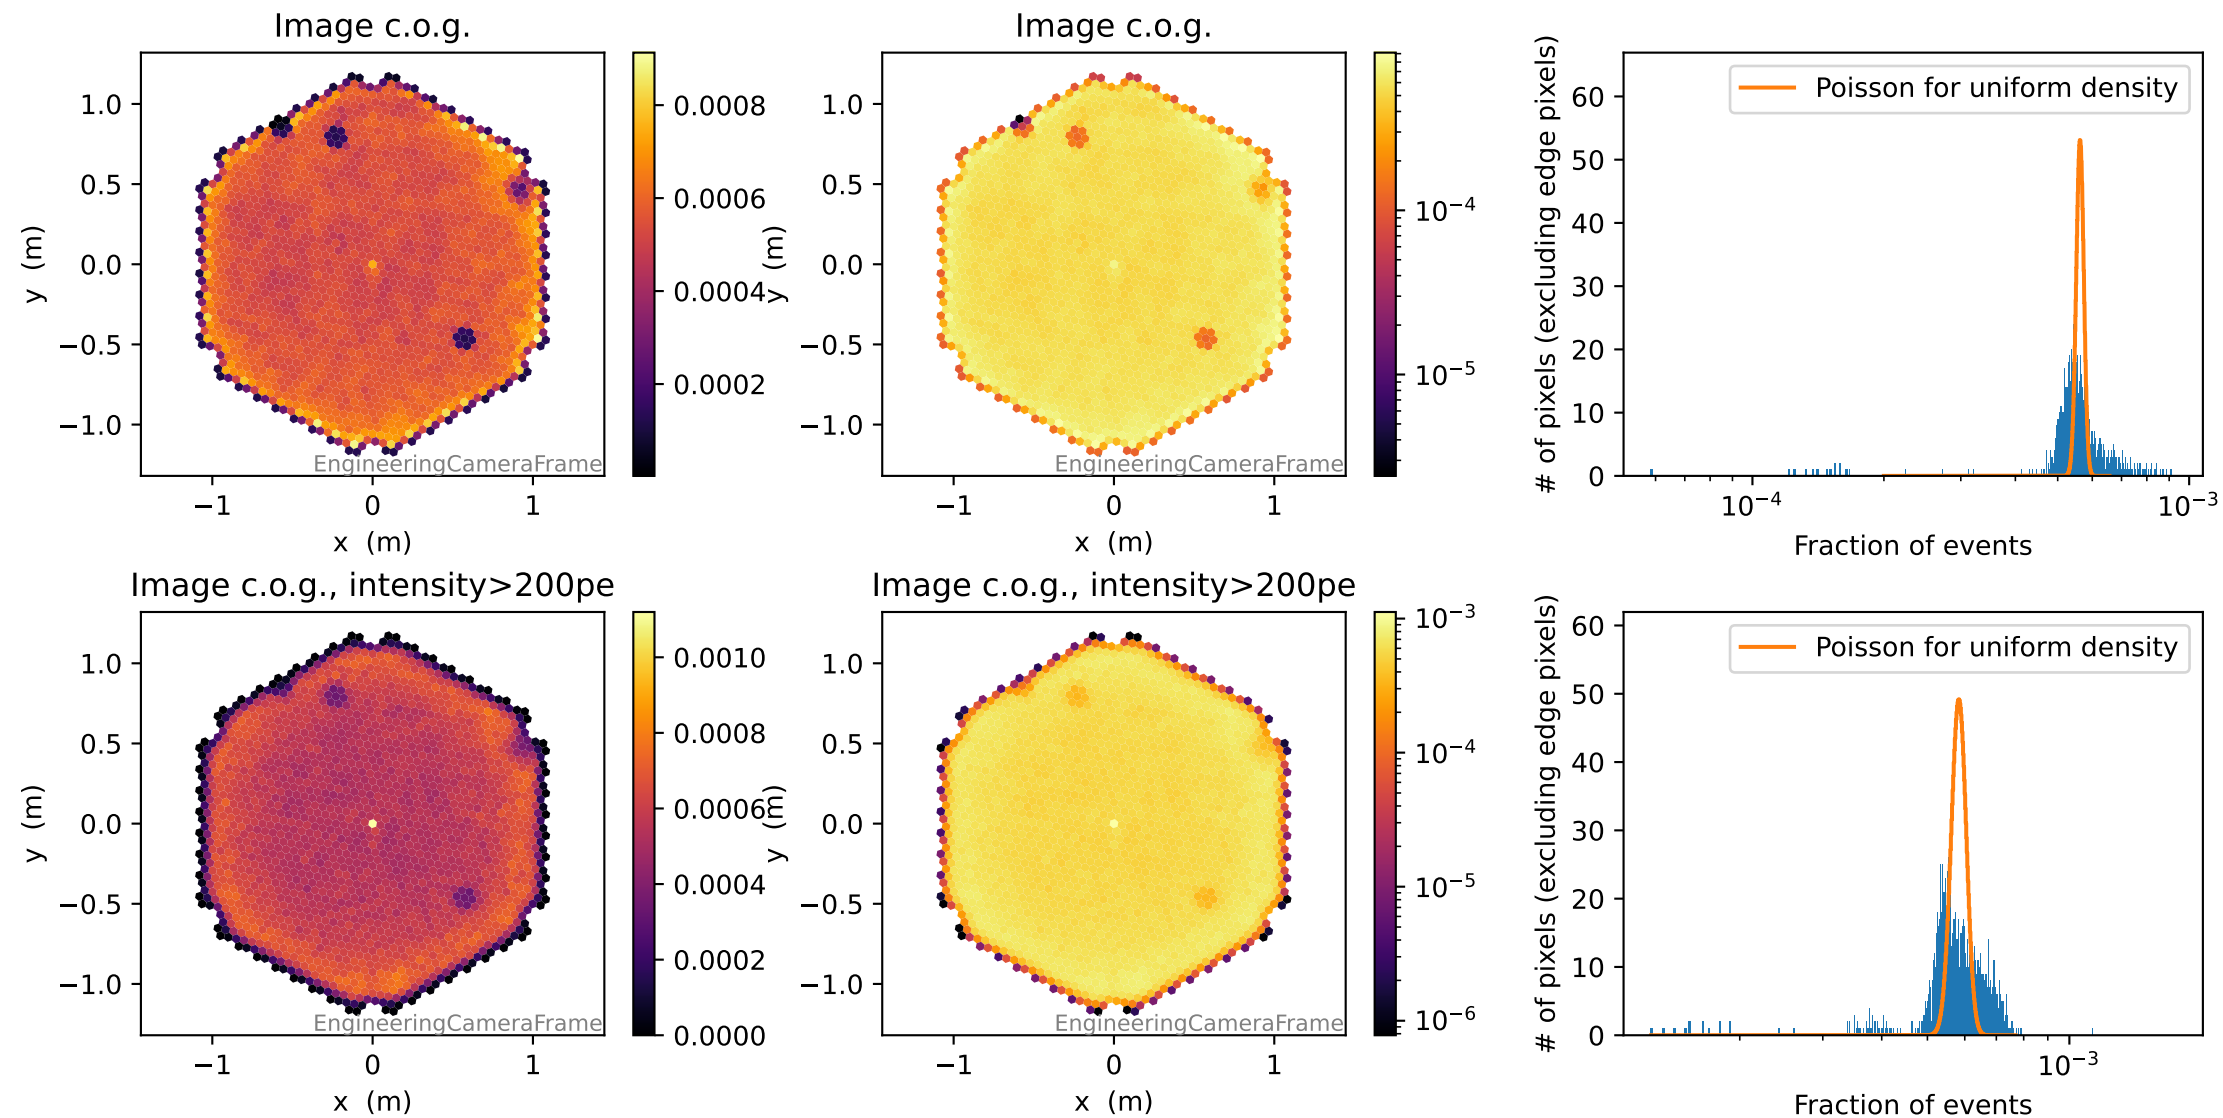 Image c.o.g.
y (m)
1.0
0.5
0.0
−0.5
−1.0
−1 0 1
x (m)
EngineeringCameraFrame
0.0008
0.0006
0.0004
0.0002
Image c.o.g.
y (m)
1.0
0.5
0.0
−0.5
−1.0
−1 0 1
x (m)
EngineeringCameraFrame
10⁻⁴
10⁻⁵
# of pixels (excluding edge pixels)
60
50
40
30
20
10
0
Poisson for uniform density
10⁻⁴ 10⁻³
Fraction of events
Image c.o.g., intensity>200pe
y (m)
1.0
0.5
0.0
−0.5
−1.0
−1 0 1
x (m)
EngineeringCameraFrame
0.0010
0.0008
0.0006
0.0004
0.0002
0.0000
Image c.o.g., intensity>200pe
y (m)
1.0
0.5
0.0
−0.5
−1.0
−1 0 1
x (m)
EngineeringCameraFrame
10⁻³
10⁻⁴
10⁻⁵
10⁻⁶
# of pixels (excluding edge pixels)
60
50
40
30
20
10
0
Poisson for uniform density
10⁻³
Fraction of events